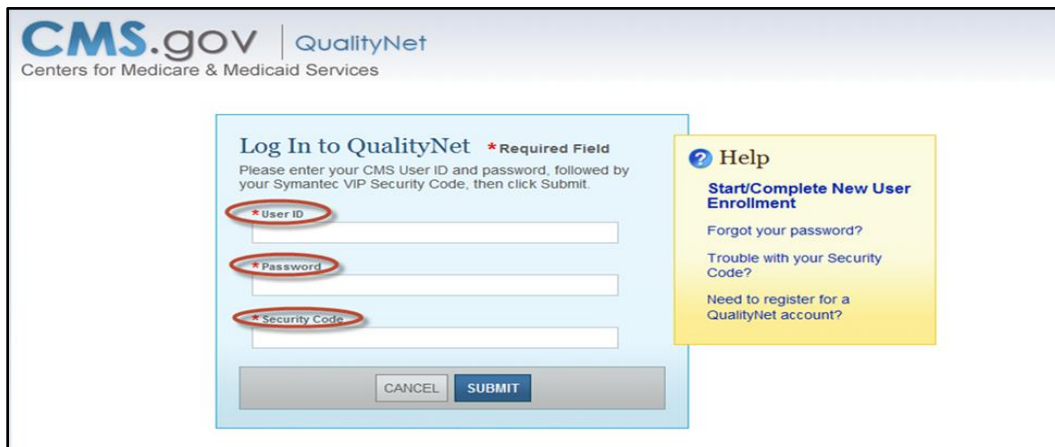 CMS.gov QualityNet
Centers for Medicare & Medicaid Services
Log In to QualityNet *Required Field
Please enter your CMS User ID and password, followed by
your Symantec VIP Security Code, then click Submit.
*User ID
*Password
*Security Code
CANCEL SUBMIT
? Help
Start/Complete New User
Enrollment
Forgot your password?
Trouble with your Security
Code?
Need to register for a
QualityNet account?